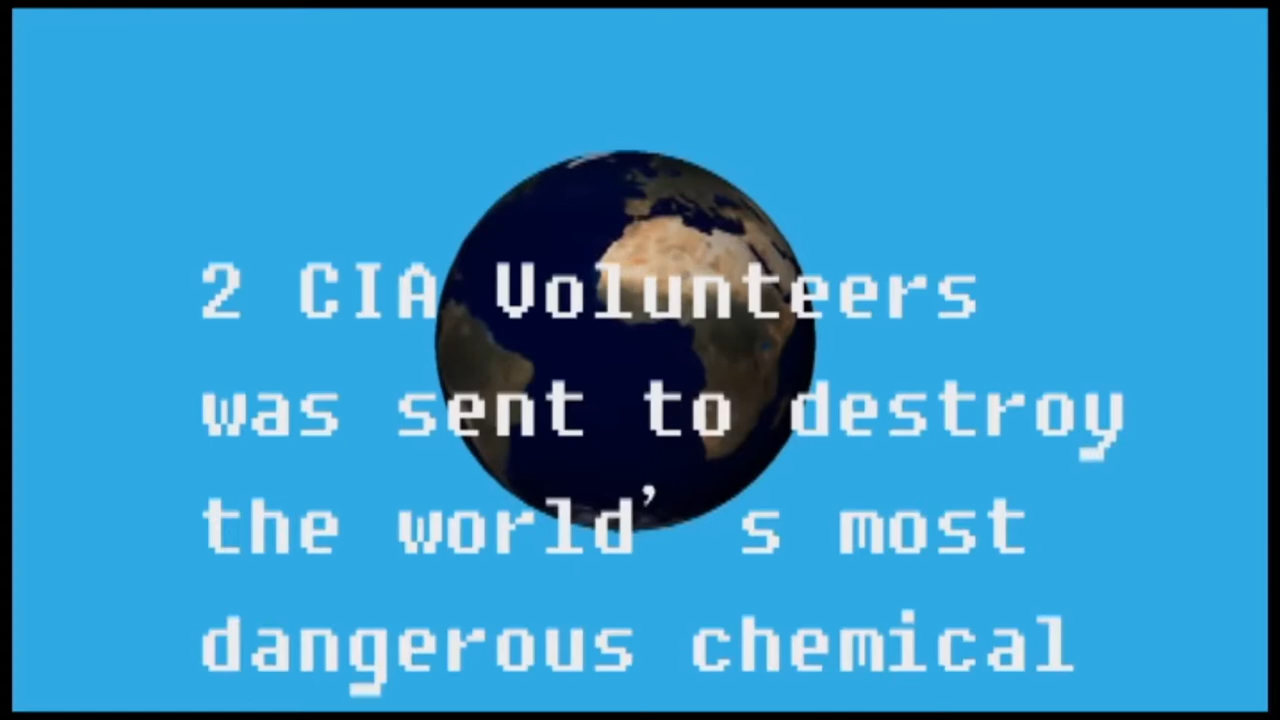 2 CIA Volunteers
was sent to destroy
the world’ s most
dangerous chemical